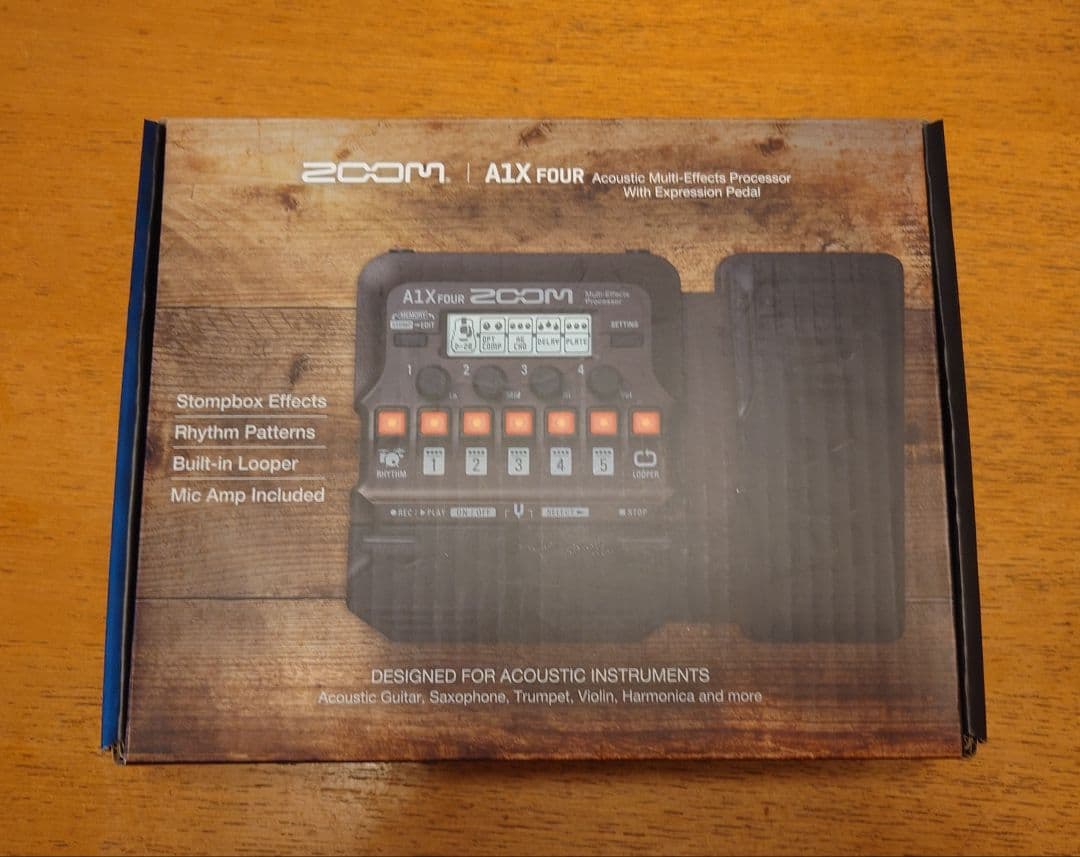 ZOOM | A1X FOUR Acoustic Multi-Effects Processor
With Expression Pedal
A1X FOUR ZOOM Multi-Effects Processor
MEMORY
EDIT
SETTING
OPT COMP
DELAY
PLATE
1 2 3 4
Stompbox Effects
Rhythm Patterns
Built-in Looper
Mic Amp Included
RHYTHM 1 2 3 4 5 LOOPER
REC / PLAY ON / OFF SELECT STOP
DESIGNED FOR ACOUSTIC INSTRUMENTS
Acoustic Guitar, Saxophone, Trumpet, Violin, Harmonica and more